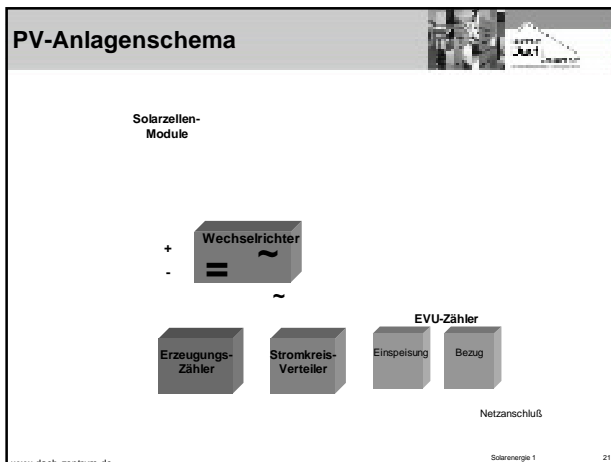 PV-Anlagenschema
Solarzellen-
Module
Wechselrichter
+
-
= ~
~
EVU-Zähler
Erzeugungs-
Zähler
Stromkreis-
Verteiler
Einspeisung
Bezug
Netzanschluß
Solarenergie 1
21